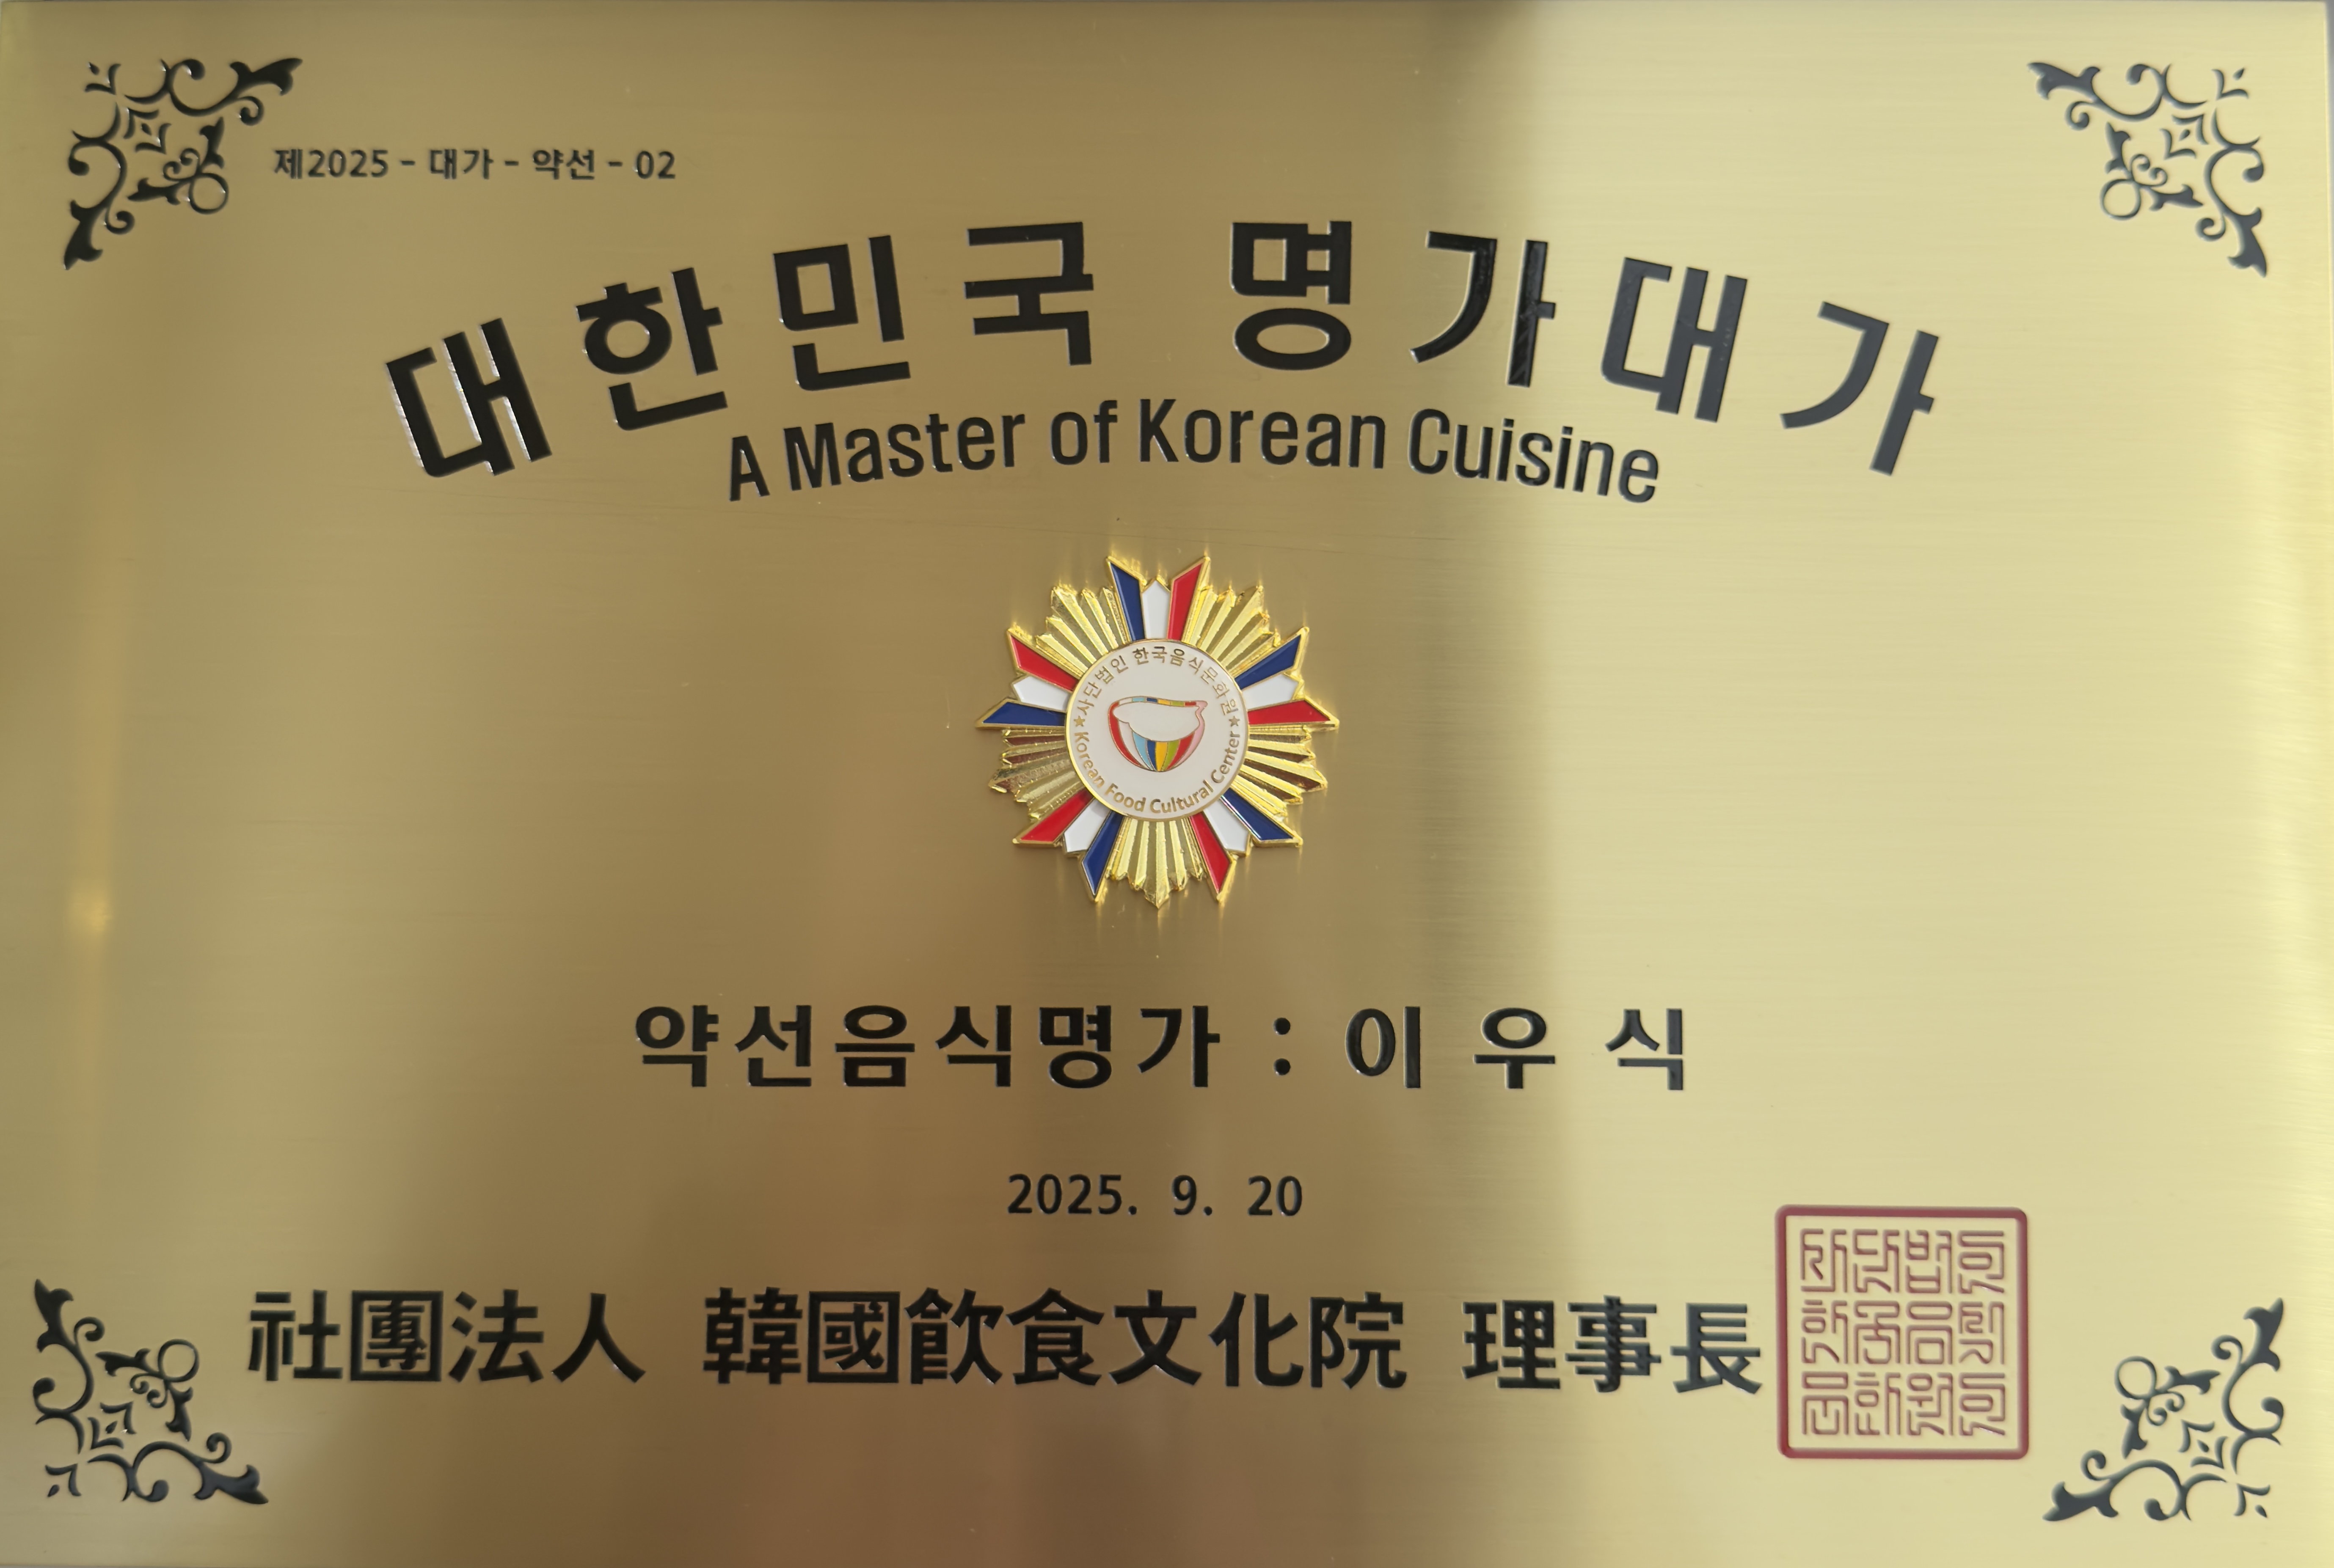 제2025 - 대가 - 약선 - 02
대한민국 명가대가
A Master of Korean Cuisine
사단법인 한국음식문화원
★ Korean Food Cultural Center ★
약선음식명가 : 이우식
2025. 9. 20
社團法人 韓國飮食文化院 理事長